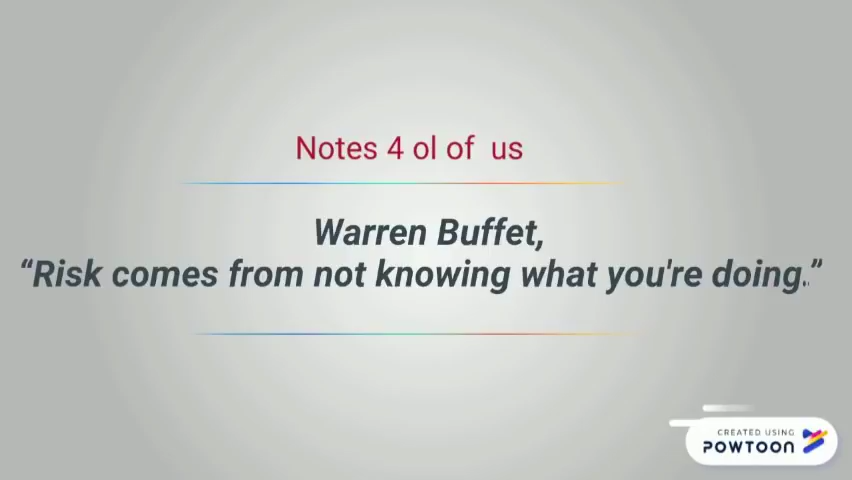 Notes 4 ol of us
Warren Buffet,
“Risk comes from not knowing what you're doing.”
CREATED USING
POWTOON